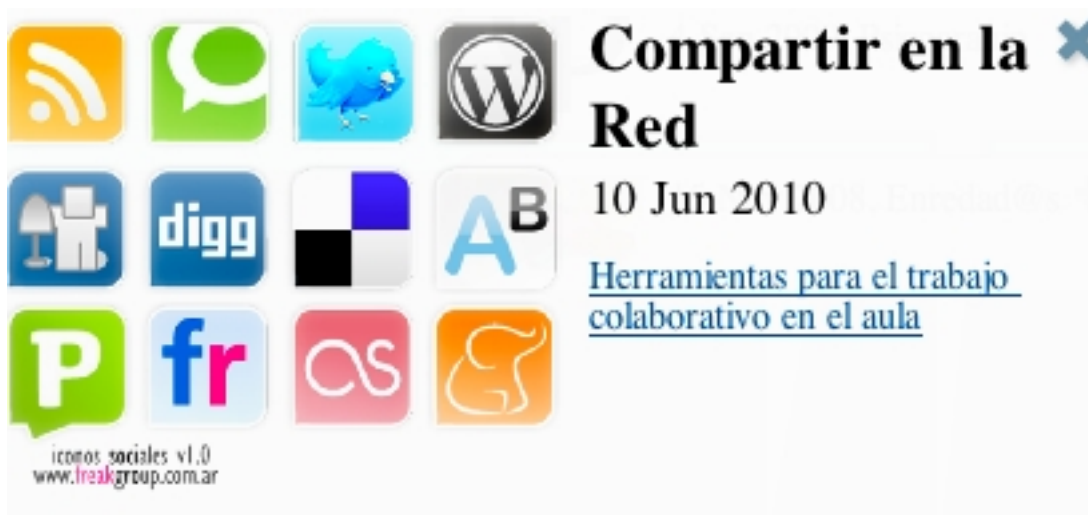 Compartir en la
Red
10 Jun 2010
Herramientas para el trabajo
colaborativo en el aula
W
digg
A B
P
fr
iconos sociales v1.0
www.freakgroup.com.ar